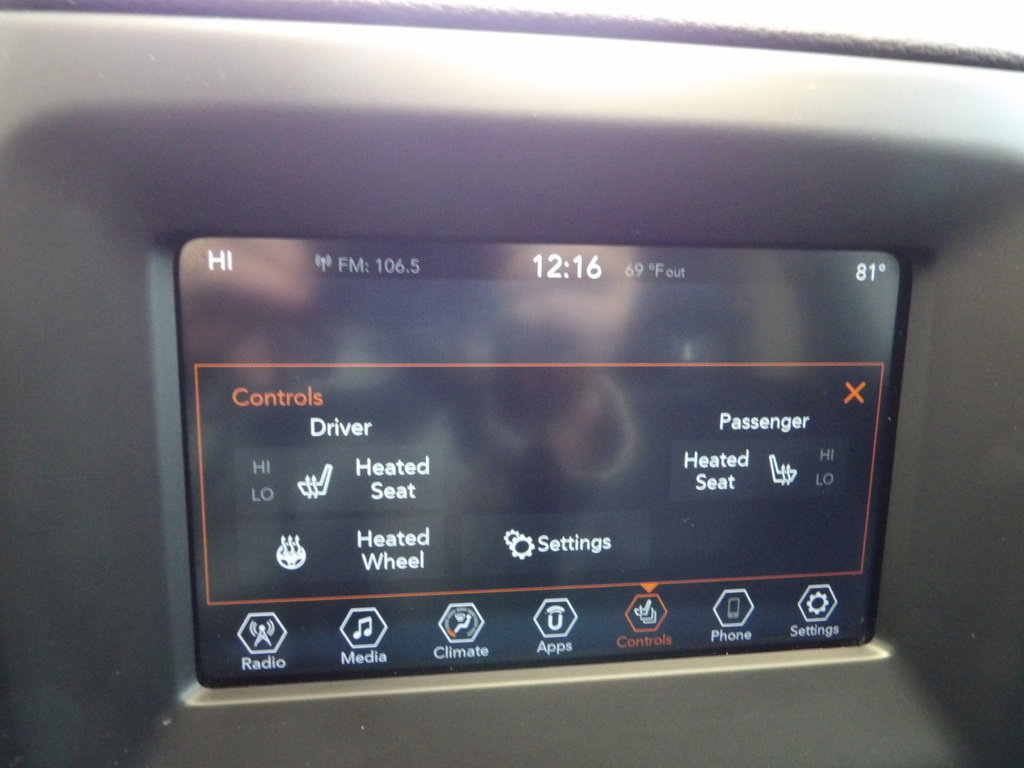 HI FM: 106.5 12:16 69 °F out 81°
Controls
Driver Passenger
HI Heated Heated HI
LO Seat Seat LO
Heated Settings
Wheel
Radio Media Climate Apps Controls Phone Settings